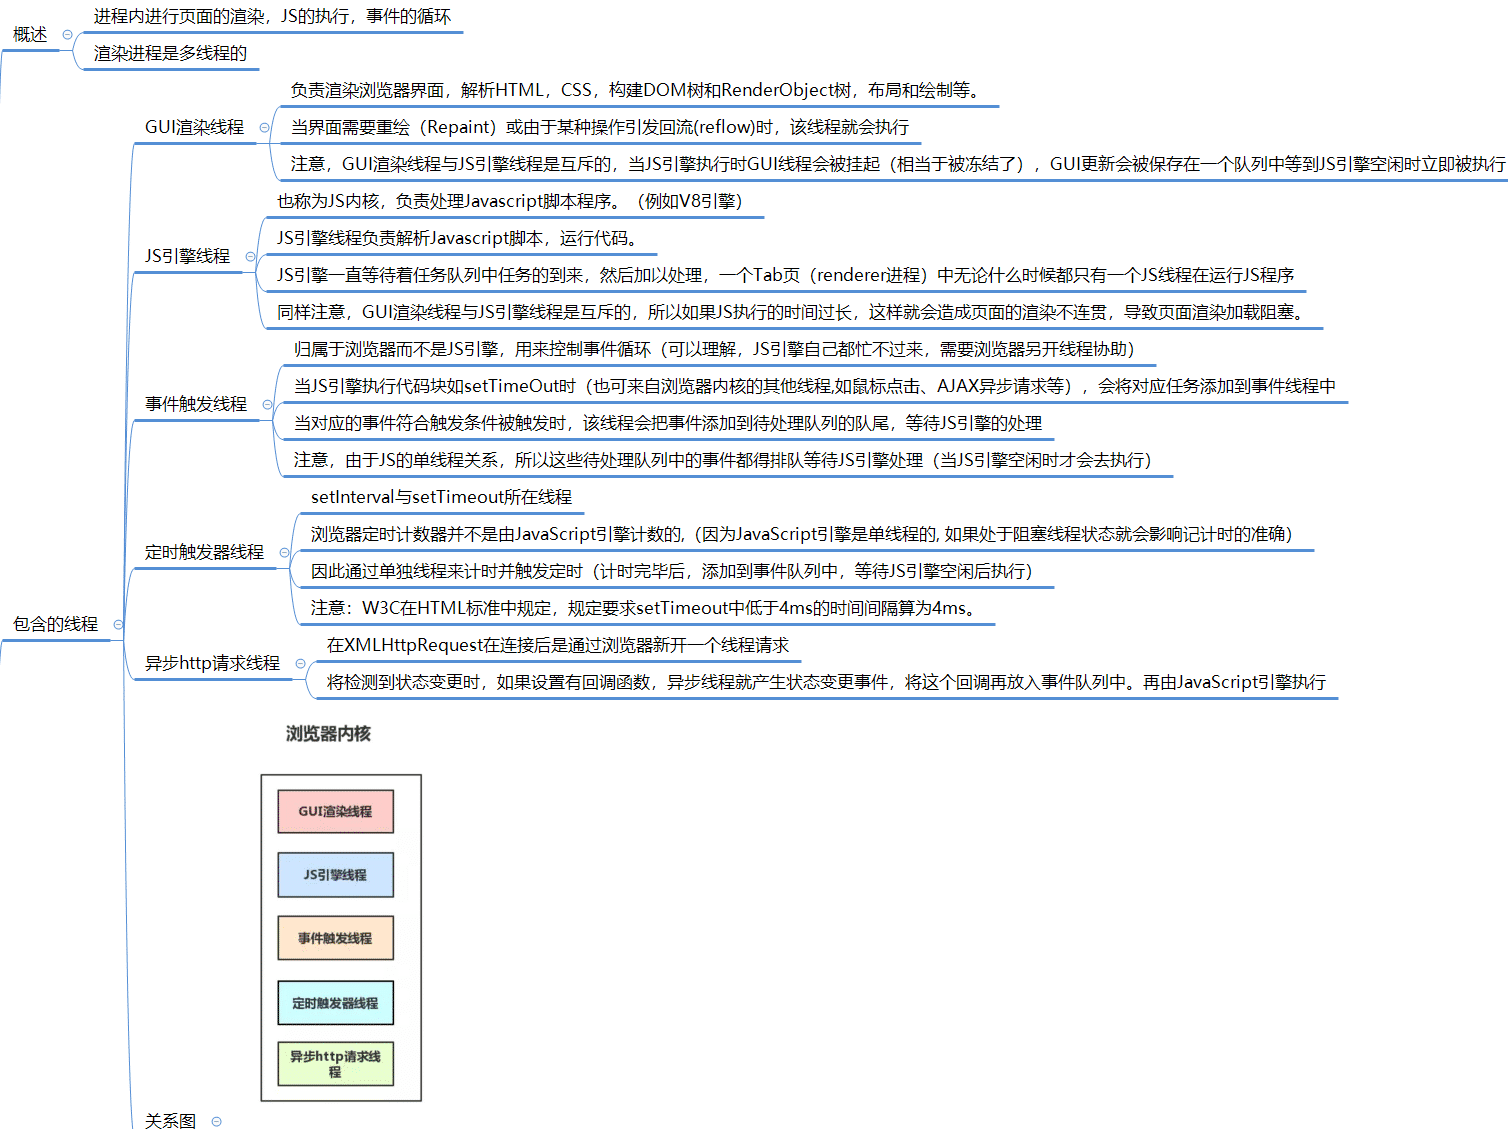 概述
进程内进行页面的渲染，JS的执行，事件的循环
渲染进程是多线程的
包含的线程
GUI渲染线程
负责渲染浏览器界面，解析HTML，CSS，构建DOM树和RenderObject树，布局和绘制等。
当界面需要重绘（Repaint）或由于某种操作引发回流(reflow)时，该线程就会执行
注意，GUI渲染线程与JS引擎线程是互斥的，当JS引擎执行时GUI线程会被挂起（相当于被冻结了），GUI更新会被保存在一个队列中等到JS引擎空闲时立即被执行
JS引擎线程
也称为JS内核，负责处理Javascript脚本程序。（例如V8引擎）
JS引擎线程负责解析Javascript脚本，运行代码。
JS引擎一直等待着任务队列中任务的到来，然后加以处理，一个Tab页（renderer进程）中无论什么时候都只有一个JS线程在运行JS程序
同样注意，GUI渲染线程与JS引擎线程是互斥的，所以如果JS执行的时间过长，这样就会造成页面的渲染不连贯，导致页面渲染加载阻塞。
事件触发线程
归属于浏览器而不是JS引擎，用来控制事件循环（可以理解，JS引擎自己都忙不过来，需要浏览器另开线程协助）
当JS引擎执行代码块如setTimeOut时（也可来自浏览器内核的其他线程,如鼠标点击、AJAX异步请求等），会将对应任务添加到事件线程中
当对应的事件符合触发条件被触发时，该线程会把事件添加到待处理队列的队尾，等待JS引擎的处理
注意，由于JS的单线程关系，所以这些待处理队列中的事件都得排队等待JS引擎处理（当JS引擎空闲时才会去执行）
定时触发器线程
setInterval与setTimeout所在线程
浏览器定时计数器并不是由JavaScript引擎计数的,（因为JavaScript引擎是单线程的, 如果处于阻塞线程状态就会影响记计时的准确）
因此通过单独线程来计时并触发定时（计时完毕后，添加到事件队列中，等待JS引擎空闲后执行）
注意：W3C在HTML标准中规定，规定要求setTimeout中低于4ms的时间间隔算为4ms。
异步http请求线程
在XMLHttpRequest在连接后是通过浏览器新开一个线程请求
将检测到状态变更时，如果设置有回调函数，异步线程就产生状态变更事件，将这个回调再放入事件队列中。再由JavaScript引擎执行
浏览器内核
GUI渲染线程
JS引擎线程
事件触发线程
定时触发器线程
异步http请求线
程
关系图